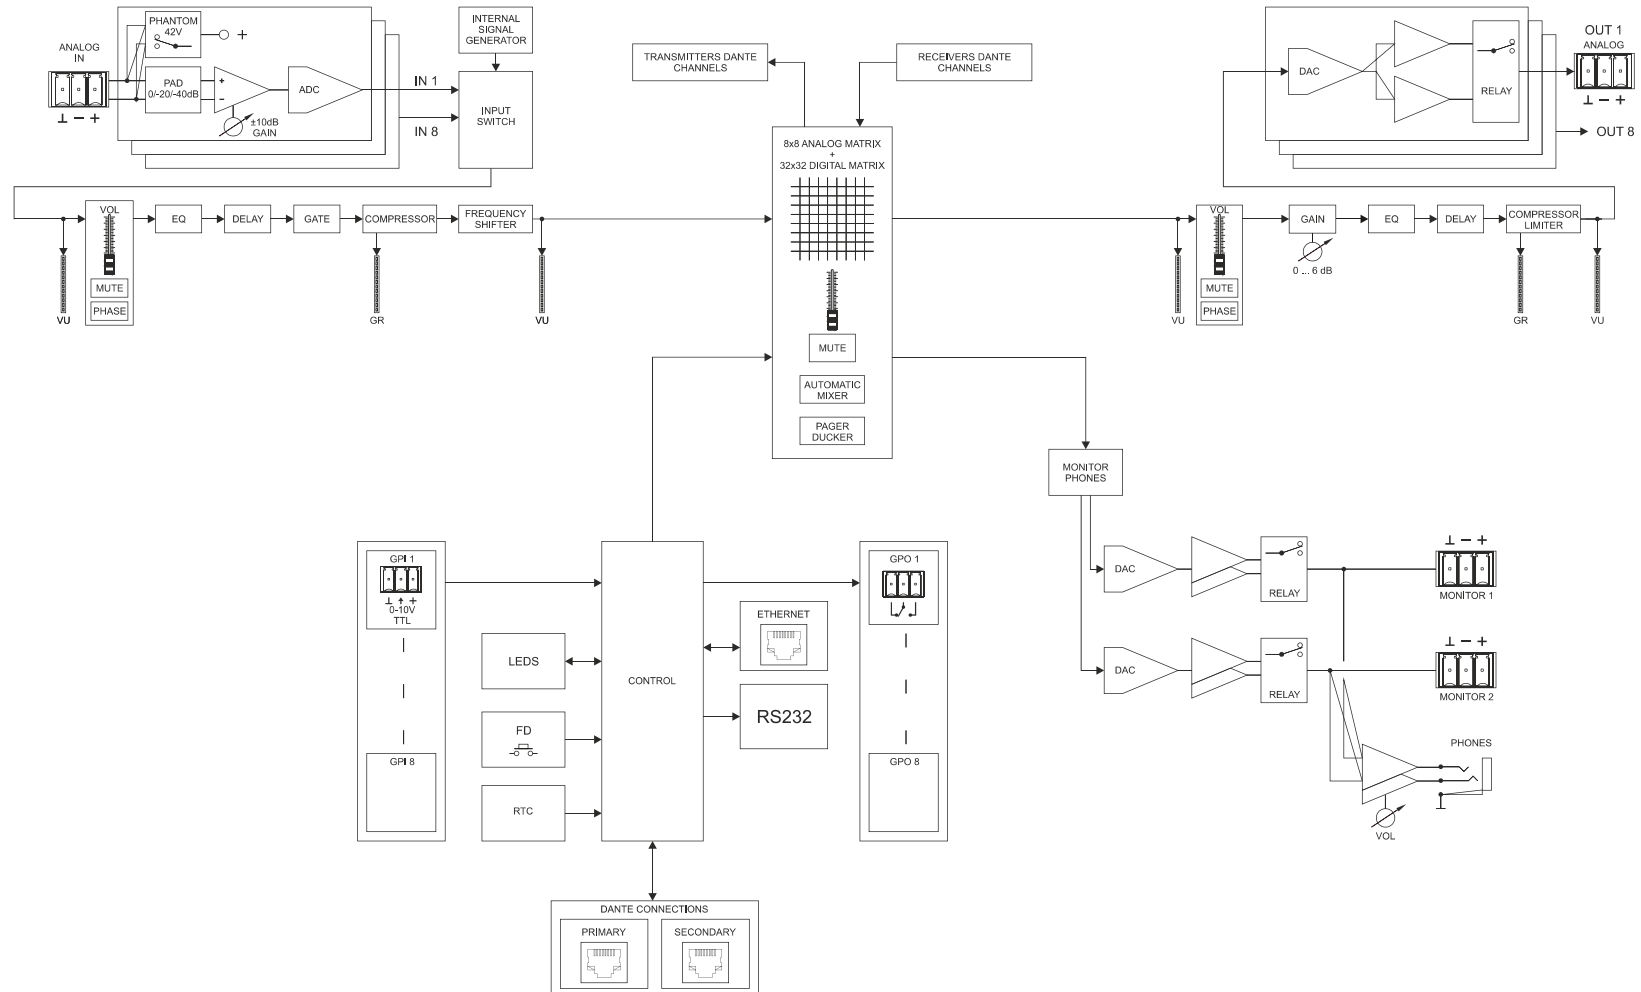 ANALOG
IN
⊥ − +
PHANTOM
42V
+
PAD
0/-20/-40dB
+
−
±10dB
GAIN
ADC
IN 1
IN 8
INTERNAL
SIGNAL
GENERATOR
INPUT
SWITCH
TRANSMITTERS DANTE
CHANNELS
RECEIVERS DANTE
CHANNELS
DAC
RELAY
OUT 1
ANALOG
⊥ − +
OUT 8
VU
VOL
MUTE
PHASE
EQ
DELAY
GATE
COMPRESSOR
GR
FREQUENCY
SHIFTER
VU
8x8 ANALOG MATRIX
+
32x32 DIGITAL MATRIX
MUTE
AUTOMATIC
MIXER
PAGER
DUCKER
VU
VOL
MUTE
PHASE
GAIN
0 ... 6 dB
EQ
DELAY
COMPRESSOR
LIMITER
GR
VU
MONITOR
PHONES
DAC
RELAY
⊥ − +
MONITOR 1
DAC
RELAY
⊥ − +
MONITOR 2
PHONES
VOL
GPI 1
⊥ ↑ +
0-10V
TTL
GPI 8
LEDS
FD
RTC
CONTROL
ETHERNET
RS232
GPO 1
GPO 8
DANTE CONNECTIONS
PRIMARY
SECONDARY